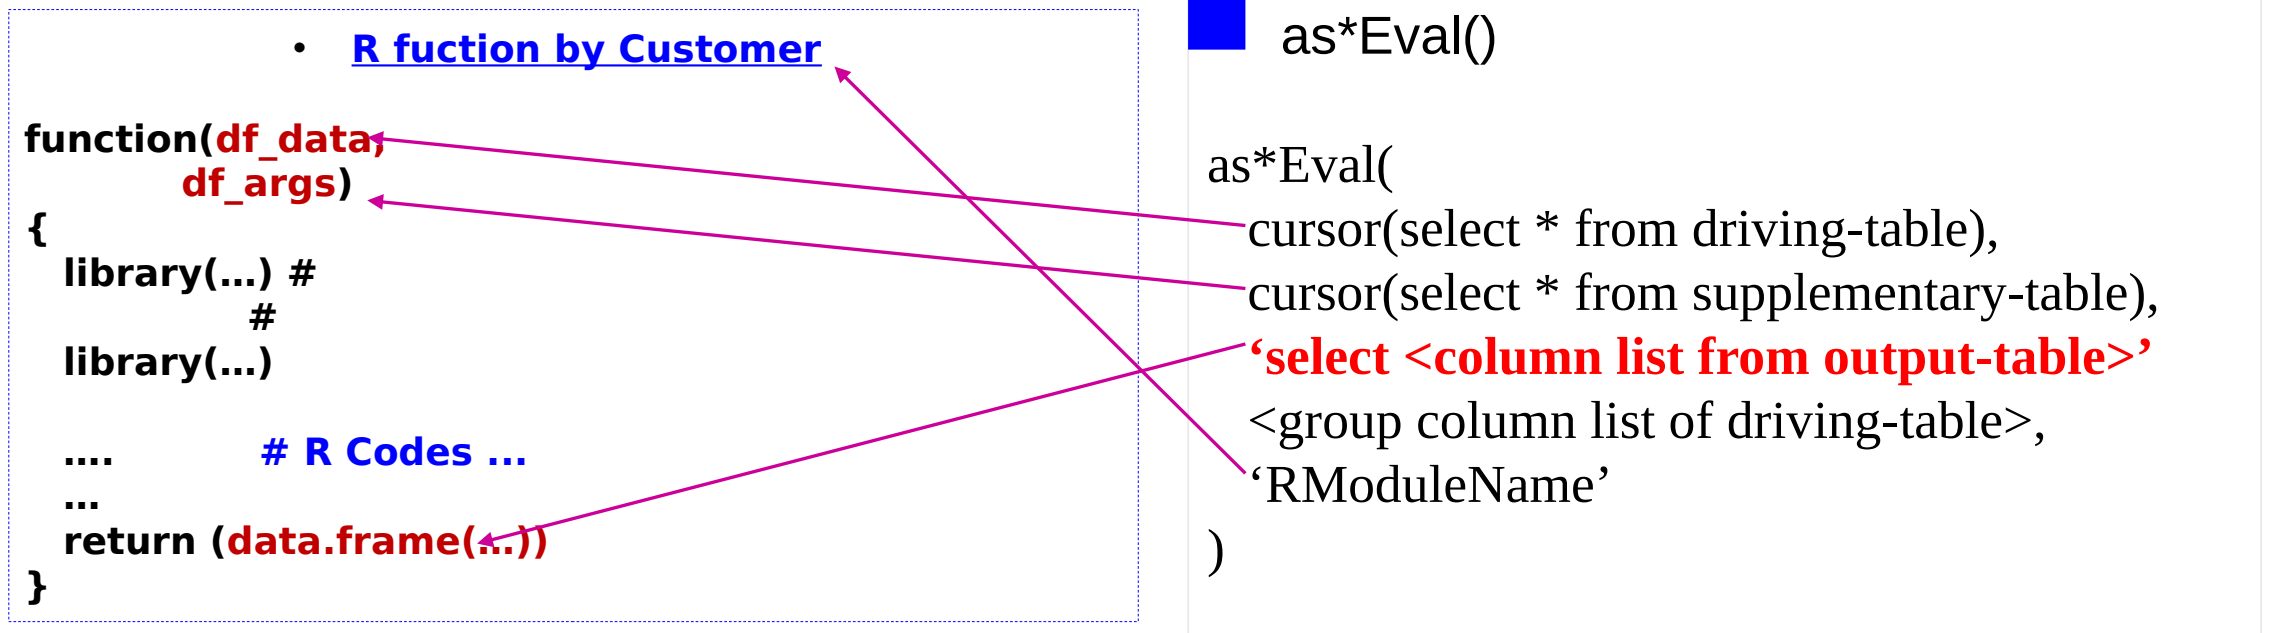 • R fuction by Customer
function(df_data,
df_args)
{
library(…) #
#
library(…)
…. # R Codes ...
…
return (data.frame(…))
}
as*Eval()
as*Eval(
cursor(select * from driving-table),
cursor(select * from supplementary-table),
‘select <column list from output-table>’
<group column list of driving-table>,
‘RModuleName’
)